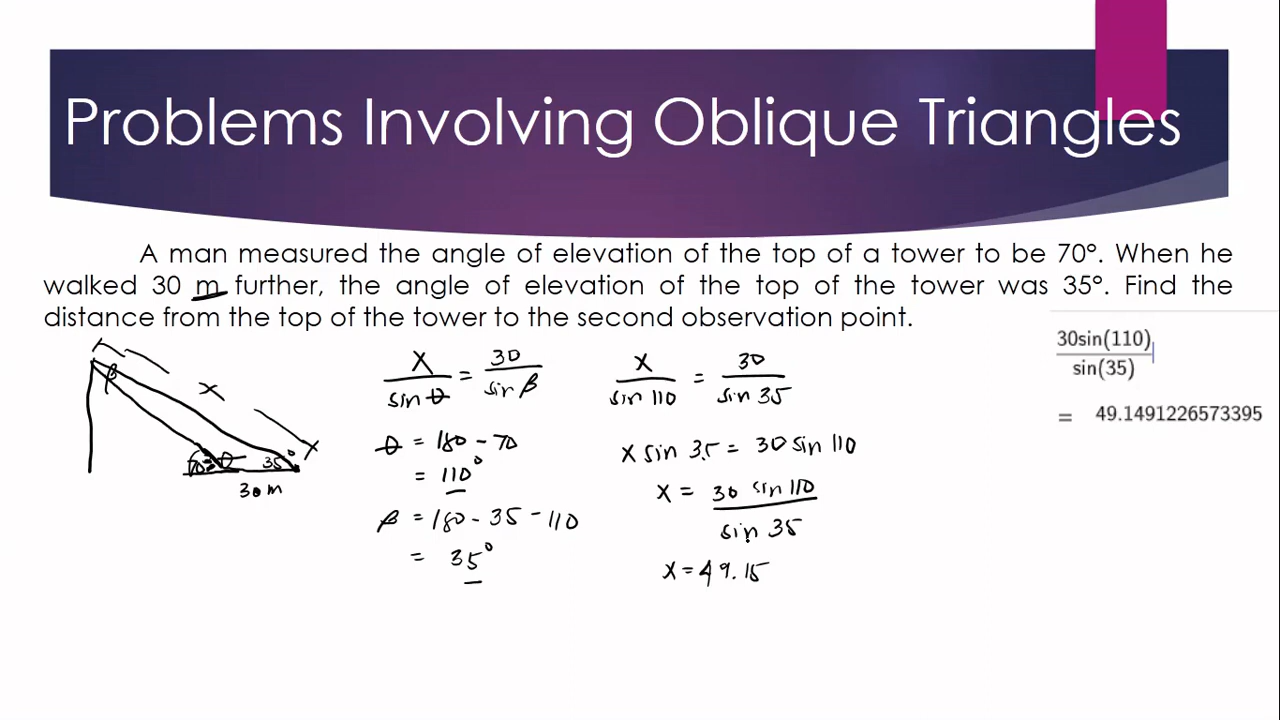 Problems Involving Oblique Triangles
A man measured the angle of elevation of the top of a tower to be 70°. When he
walked 30 m further, the angle of elevation of the top of the tower was 35°. Find the
distance from the top of the tower to the second observation point.
β
x
70° θ 35°
30 m
x / sin θ = 30 / sin β
θ = 180 - 70
= 110°
β = 180 - 35 - 110
= 35°
x / sin 110 = 30 / sin 35
x sin 35 = 30 sin 110
x = 30 sin 110 / sin 35
x = 49.15
30sin(110) / sin(35)
= 49.1491226573395